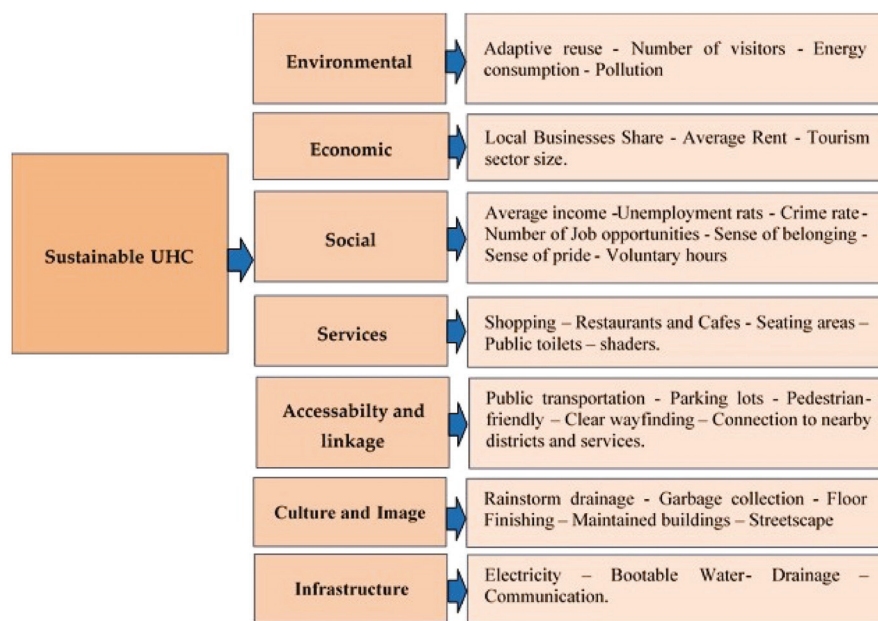 Environmental
Adaptive reuse - Number of visitors - Energy
consumption - Pollution
Economic
Local Businesses Share - Average Rent - Tourism
sector size.
Sustainable UHC
Social
Average income -Unemployment rats - Crime rate -
Number of Job opportunities - Sense of belonging -
Sense of pride - Voluntary hours
Services
Shopping – Restaurants and Cafes - Seating areas –
Public toilets – shaders.
Accessabilty and
linkage
Public transportation - Parking lots - Pedestrian-
friendly – Clear wayfinding – Connection to nearby
districts and services.
Culture and Image
Rainstorm drainage - Garbage collection - Floor
Finishing – Maintained buildings – Streetscape
Infrastructure
Electricity – Bootable Water- Drainage –
Communication.